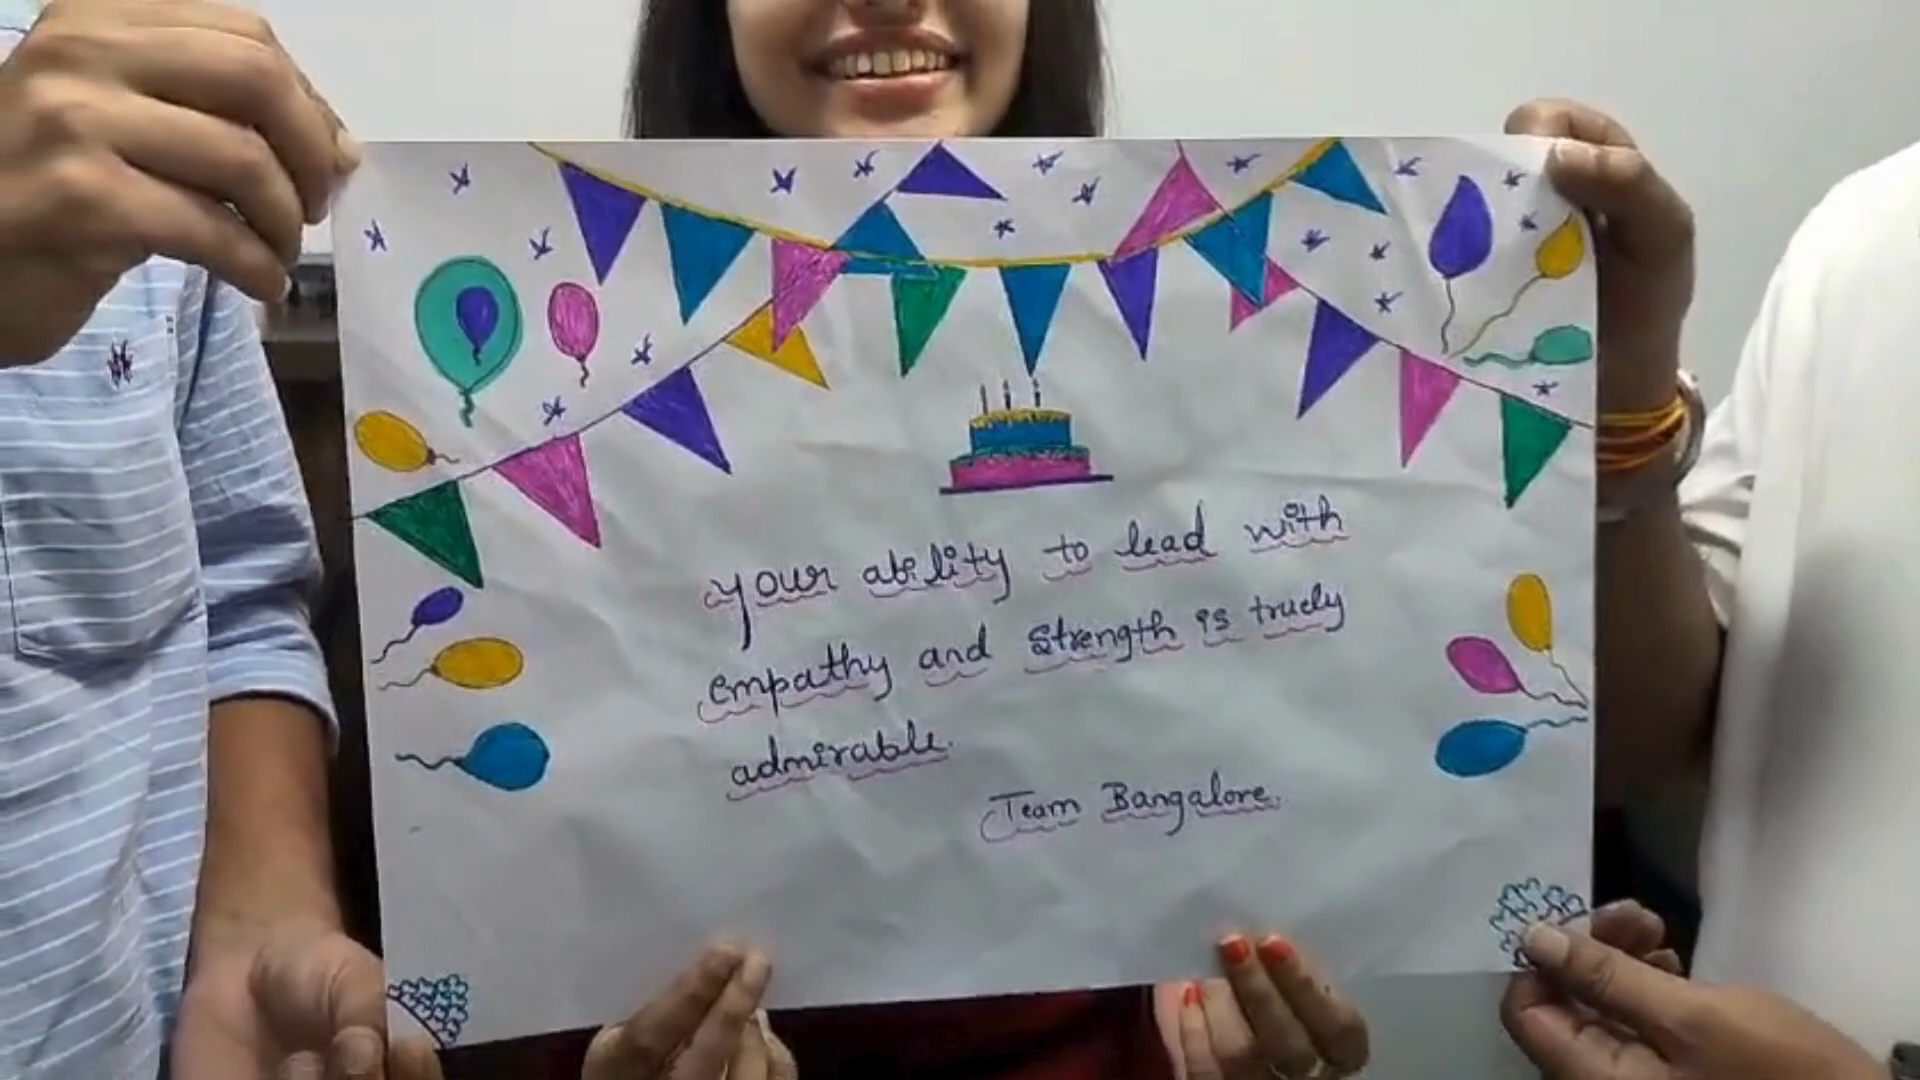 your ability to lead with
empathy and strength is truely
admirable.
Team Bangalore.